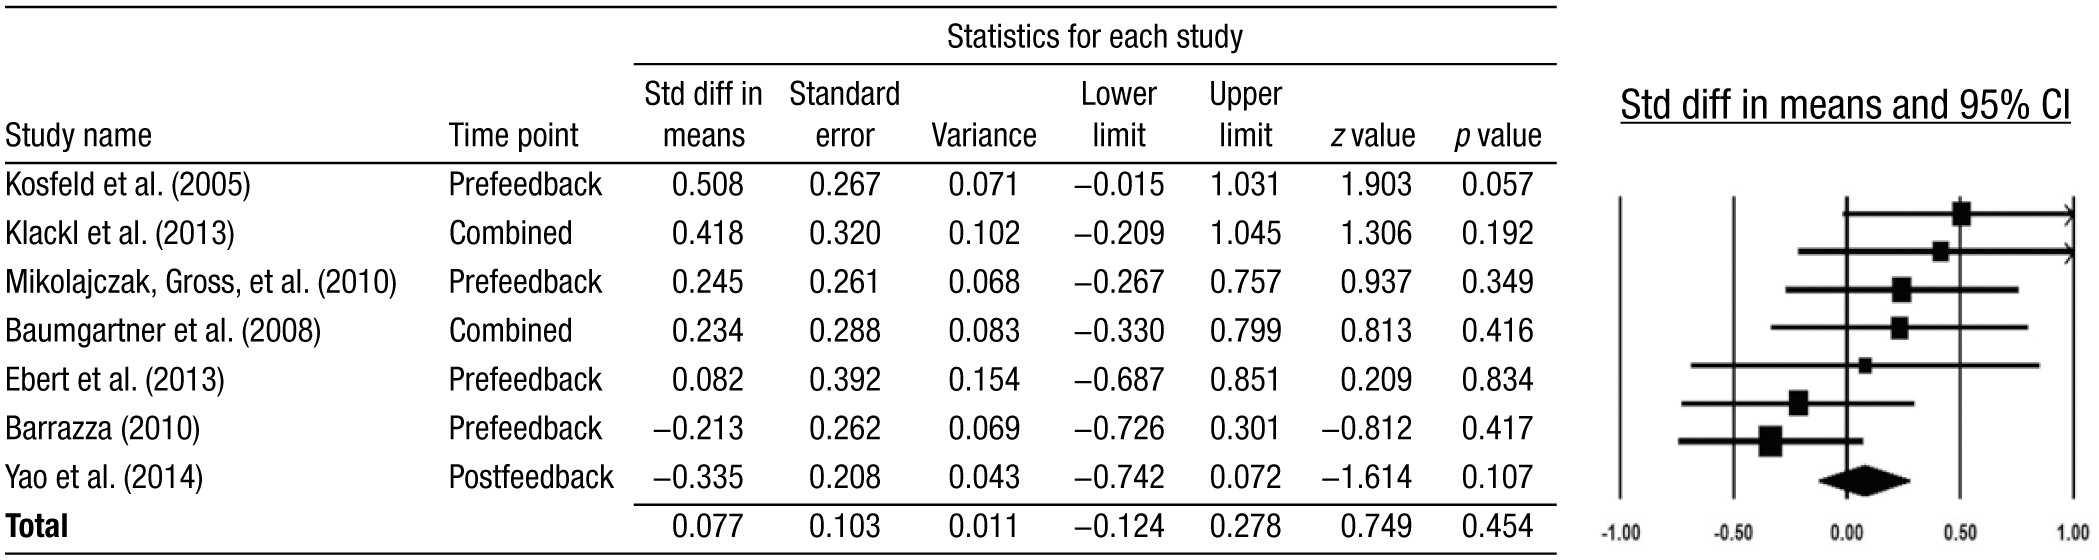 Statistics for each study
Std diff in means and 95% CI
Study name Time point Std diff in means Standard error Variance Lower limit Upper limit z value p value
Kosfeld et al. (2005) Prefeedback 0.508 0.267 0.071 −0.015 1.031 1.903 0.057
Klackl et al. (2013) Combined 0.418 0.320 0.102 −0.209 1.045 1.306 0.192
Mikolajczak, Gross, et al. (2010) Prefeedback 0.245 0.261 0.068 −0.267 0.757 0.937 0.349
Baumgartner et al. (2008) Combined 0.234 0.288 0.083 −0.330 0.799 0.813 0.416
Ebert et al. (2013) Prefeedback 0.082 0.392 0.154 −0.687 0.851 0.209 0.834
Barrazza (2010) Prefeedback −0.213 0.262 0.069 −0.726 0.301 −0.812 0.417
Yao et al. (2014) Postfeedback −0.335 0.208 0.043 −0.742 0.072 −1.614 0.107
Total 0.077 0.103 0.011 −0.124 0.278 0.749 0.454
-1.00 -0.50 0.00 0.50 1.00